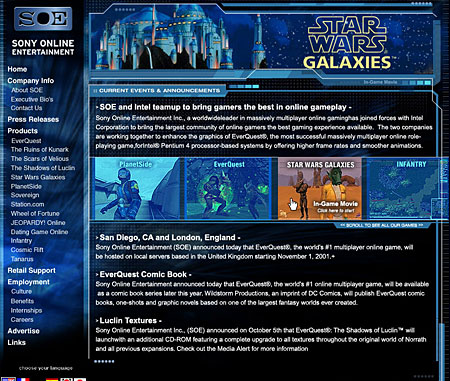 SOE
SONY ONLINE
ENTERTAINMENT
Home
Company Info
About SOE
Executive Bio's
Contact Us
Press Releases
Products
EverQuest
The Ruins of Kunark
The Scars of Velious
The Shadows of Luclin
Star Wars Galaxies
PlanetSide
Sovereign
Station.com
Wheel of Fortune
JEOPARDY! Online
Dating Game Online
Infantry
Cosmic Rift
Tanarus
Retail Support
Employment
Culture
Benefits
Internships
Careers
Advertise
Links
choose your language
STAR
WARS
GALAXIES™
In-Game Movie
CURRENT EVENTS & ANNOUNCEMENTS
SOE and Intel teamup to bring gamers the best in online gameplay -
Sony Online Entertainment Inc., a worldwideleader in massively multiplayer online gaminghas joined forces with Intel
Corporation to bring the largest community of online gamers the best gaming experience available. The two companies
are working together to enhance the graphics of EverQuest®, the most successful massively multiplayer online role-
playing game,forIntel® Pentium 4 processor-based systems by offering higher frame rates and smoother animations.
PlanetSide
EverQuest
STAR WARS GALAXIES
INFANTRY
In-Game Movie
Click here to start
SCROLL TO SEE ALL OUR GAMES
San Diego, CA and London, England -
Sony Online Entertainment (SOE) announced today that EverQuest®, the world's #1 multiplayer online game, will
be hosted on local servers based in the United Kingdom starting November 1, 2001.+
EverQuest Comic Book -
Sony Online Entertainment announced today that EverQuest®, the world's #1 multiplayer online game, will be available
as a comic book series later this year. Wildstorm Productions, an imprint of DC Comics, will publish EverQuest comic
books, one-shots and graphic novels based on one of the largest fantasy worlds ever created.
Luclin Textures -
Sony Online Entertainment Inc., (SOE) announced on October 5th that EverQuest®: The Shadows of Luclin™ will
launchwith an additional CD-ROM featuring a complete upgrade to all textures throughout the original world of Norrath
and all previous expansions. Check out the Media Alert for more information